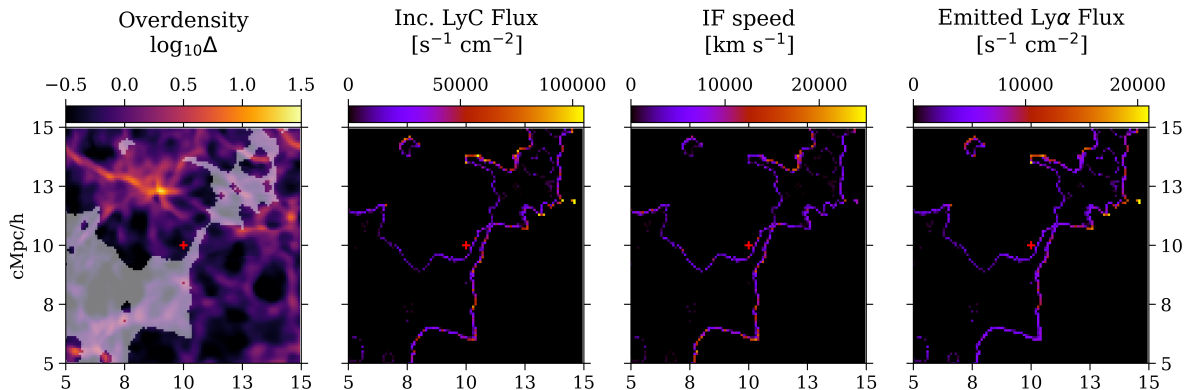 Overdensity
log₁₀Δ
Inc. LyC Flux
[s⁻¹ cm⁻²]
IF speed
[km s⁻¹]
Emitted Lyα Flux
[s⁻¹ cm⁻²]
−0.5 0.0 0.5 1.0 1.5
0 50000 100000
0 10000 20000
0 10000 20000
15
13
10
8
5
cMpc/h
5 8 10 13 15
5 8 10 13 15
5 8 10 13 15
5 8 10 13 15
15
13
10
8
5